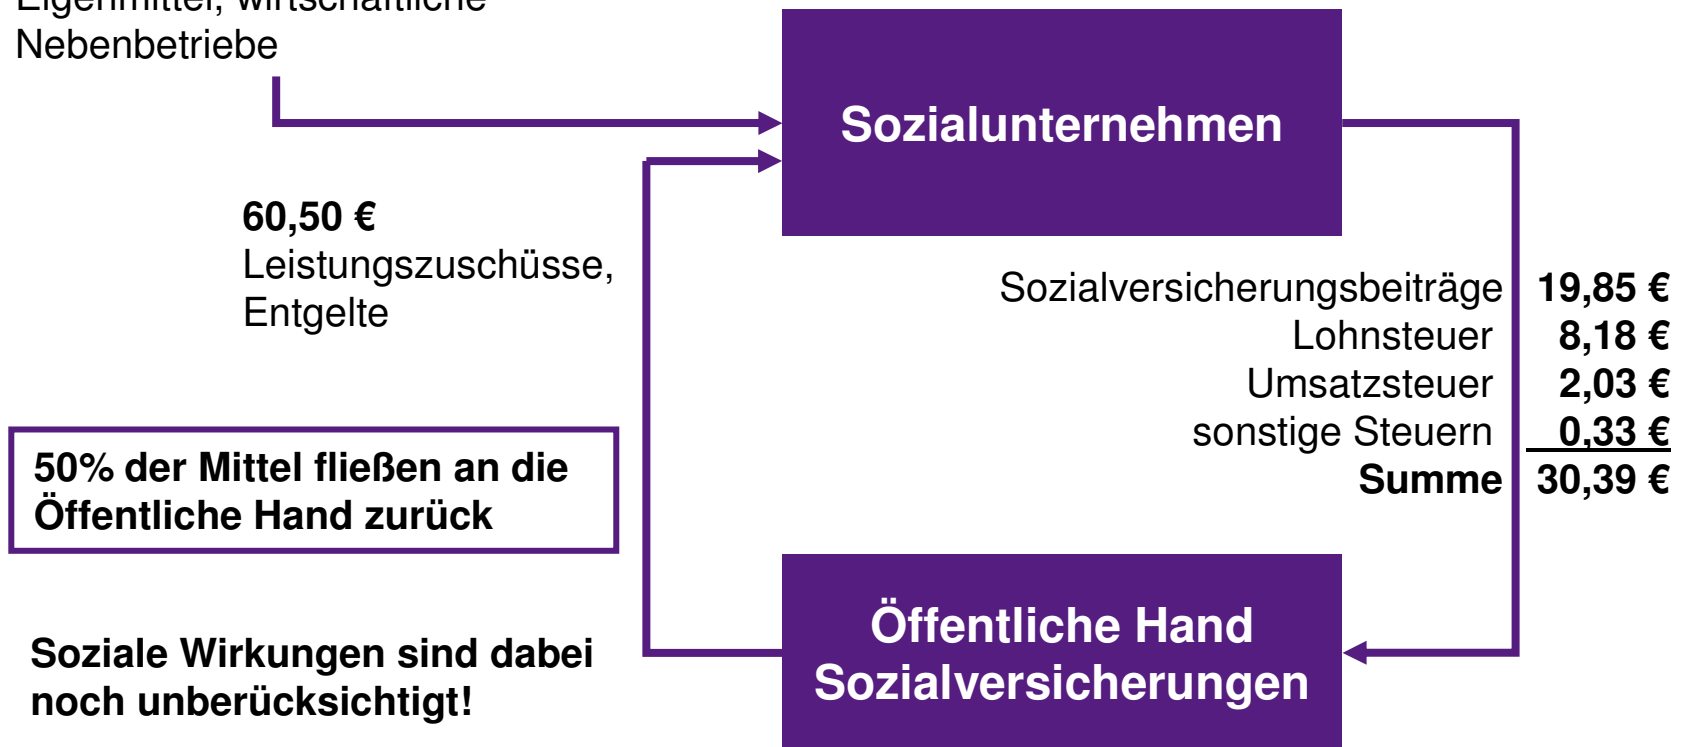 Eigenmittel, wirtschaftliche
Nebenbetriebe
Sozialunternehmen
60,50 €
Leistungszuschüsse,
Entgelte
Sozialversicherungsbeiträge 19,85 €
Lohnsteuer 8,18 €
Umsatzsteuer 2,03 €
sonstige Steuern 0,33 €
Summe 30,39 €
50% der Mittel fließen an die
Öffentliche Hand zurück
Soziale Wirkungen sind dabei
noch unberücksichtigt!
Öffentliche Hand
Sozialversicherungen